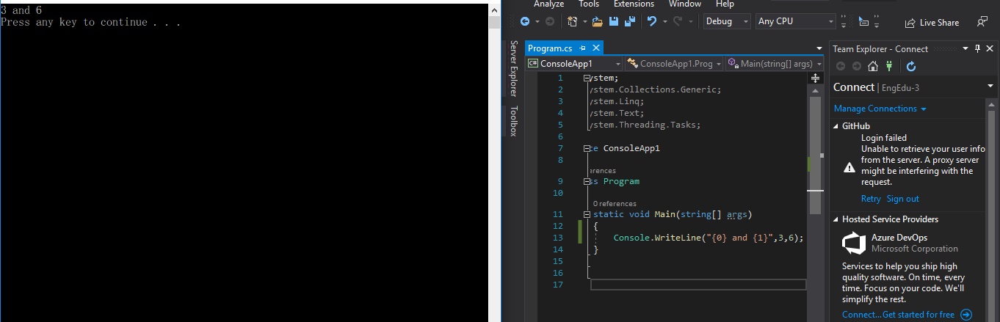 3 and 6
Press any key to continue . . .
Analyze Tools Extensions Window Help
Debug Any CPU Live Share
Server Explorer
Toolbox
Program.cs
ConsoleApp1 ConsoleApp1.Prog Main(string[] args)
1 ystem;
2 ystem.Collections.Generic;
3 ystem.Linq;
4 ystem.Text;
5 ystem.Threading.Tasks;
6
7 ce ConsoleApp1
8
erences
9 ss Program
10
0 references
11 static void Main(string[] args)
12 {
13 Console.WriteLine("{0} and {1}",3,6);
14 }
15
16
17
Team Explorer - Connect
Connect | EngEdu-3
Manage Connections
GitHub
Login failed
Unable to retrieve your user info
from the server. A proxy server
might be interfering with the
request.
Retry Sign out
Hosted Service Providers
Azure DevOps
Microsoft Corporation
Services to help you ship high
quality software. On time, every
time. Focus on your code. We'll
simplify the rest.
Connect... Get started for free